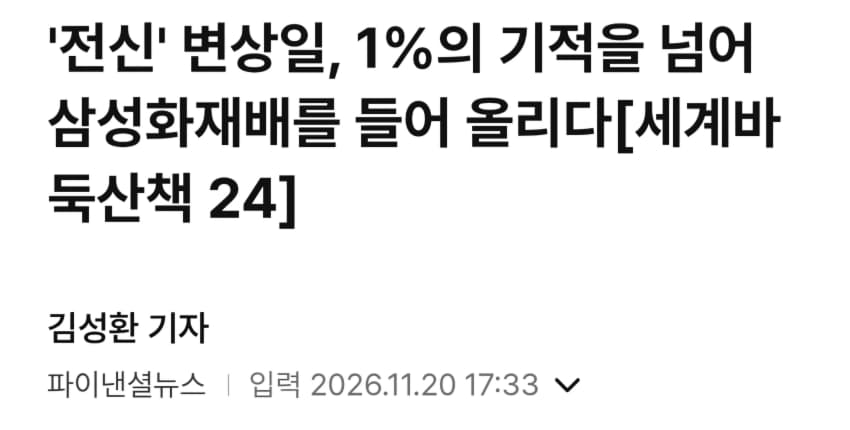 '전신' 변상일, 1%의 기적을 넘어
삼성화재배를 들어 올리다[세계바
둑산책 24]
김성환 기자
파이낸셜뉴스 | 입력 2026.11.20 17:33